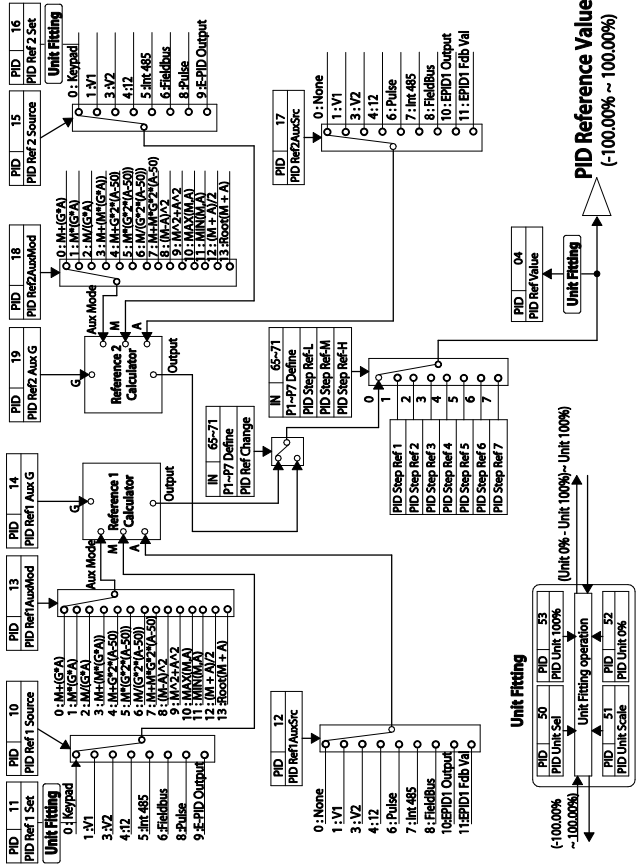 PID 11
PID Ref 1 Set
Unit Fitting
PID 10
PID Ref 1 Source
0: Keypad
1 :V1
3:V2
4:I2
5:Int 485
6:Fieldbus
8:Pulse
9:E-PID Output
PID 13
PID Ref1AuxMod
0 : M+(G*A)
1 : M*(G*A)
2 : M/(G*A)
3 : M+(M*(G*A))
4 : M+G*2*(A-50)
5 : M*(G*2*(A-50))
6 : M/(G*2*(A-50))
7 : M+M*G*2*(A-50)
8 : (M-A)^2
9 : M^2+A^2
10 : MAX(M,A)
11 : MIN(M,A)
12 : (M + A)/2
13 :Root(M + A)
PID 14
PID Ref1 Aux G
G
Aux Mode
M
A
Reference 1
Calculator
Output
PID 12
PID Ref1AuxSrc
0 : None
1 : V1
3 : V2
4 : I2
6 : Pulse
7 : Int 485
8 : FieldBus
10:EPID1 Output
11:EPID1 Fdb Val
PID 19
PID Ref2 Aux G
G
Aux Mode
M
A
Reference 2
Calculator
Output
PID 18
PID Ref2AuxMod
0 : M+(G*A)
1 : M*(G*A)
2 : M/(G*A)
3 : M+(M*(G*A))
4 : M+G*2*(A-50)
5 : M*(G*2*(A-50))
6 : M/(G*2*(A-50))
7 : M+M*G*2*(A-50)
8 : (M-A)^2
9 : M^2+A^2
10 : MAX(M,A)
11 : MIN(M,A)
12 : (M + A)/2
13 :Root(M + A)
PID 15
PID Ref 2 Source
PID 16
PID Ref 2 Set
Unit Fitting
0 : Keypad
1 :V1
3:V2
4:I2
5:Int 485
6:Fieldbus
8:Pulse
9:E-PID Output
PID 17
PID Ref2AuxSrc
0 : None
1 : V1
3 : V2
4 : I2
6 : Pulse
7 : Int 485
8 : FieldBus
10 : EPID1 Output
11 : EPID1 Fdb Val
IN 65~71
P1~P7 Define
PID Ref Change
IN 65~71
P1~P7 Define
PID Step Ref-L
PID Step Ref-M
PID Step Ref-H
0
1
2
3
4
5
6
7
PID Step Ref 1
PID Step Ref 2
PID Step Ref 3
PID Step Ref 4
PID Step Ref 5
PID Step Ref 6
PID Step Ref 7
PID 04
PID Ref Value
Unit Fitting
PID Reference Value
(-100.00% ~ 100.00%)
Unit Fitting
PID 50
PID Unit Sel
PID 53
PID Unit 100%
Unit Fitting operation
PID 51
PID Unit Scale
PID 52
PID Unit 0%
(-100.00%
~ 100.00%)
(Unit 0% - Unit 100%)~ Unit 100%)